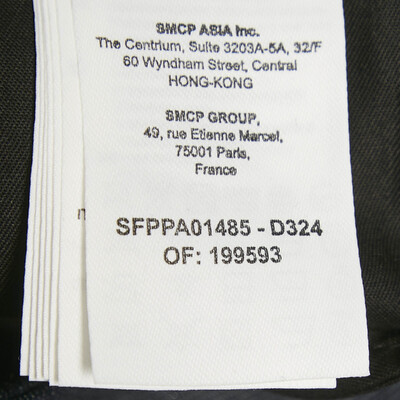 SMCP ASIA Inc.
The Centrium, Suite 3203A-5A, 32/F
60 Wyndham Street, Central
HONG-KONG
SMCP GROUP,
49, rue Etienne Marcel,
75001 Paris,
France
SFPPA01485 - D324
OF: 199593